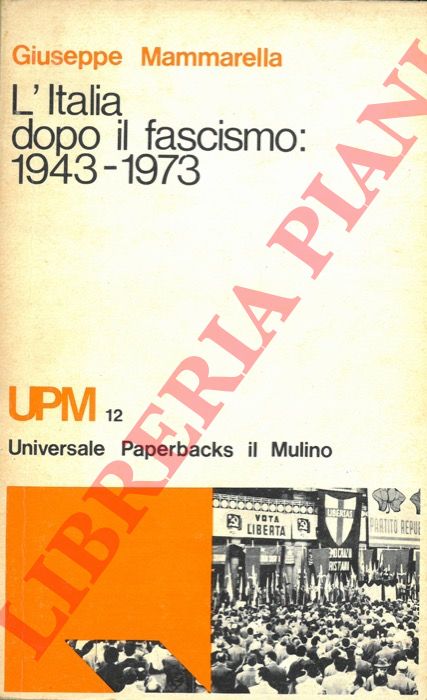 Giuseppe Mammarella
L'Italia
dopo il fascismo:
1943-1973
UPM 12
Universale Paperbacks il Mulino
VOTA
LIBERTA
LIBERTAS
PARTITO REPU
LIBRERIA PIANI